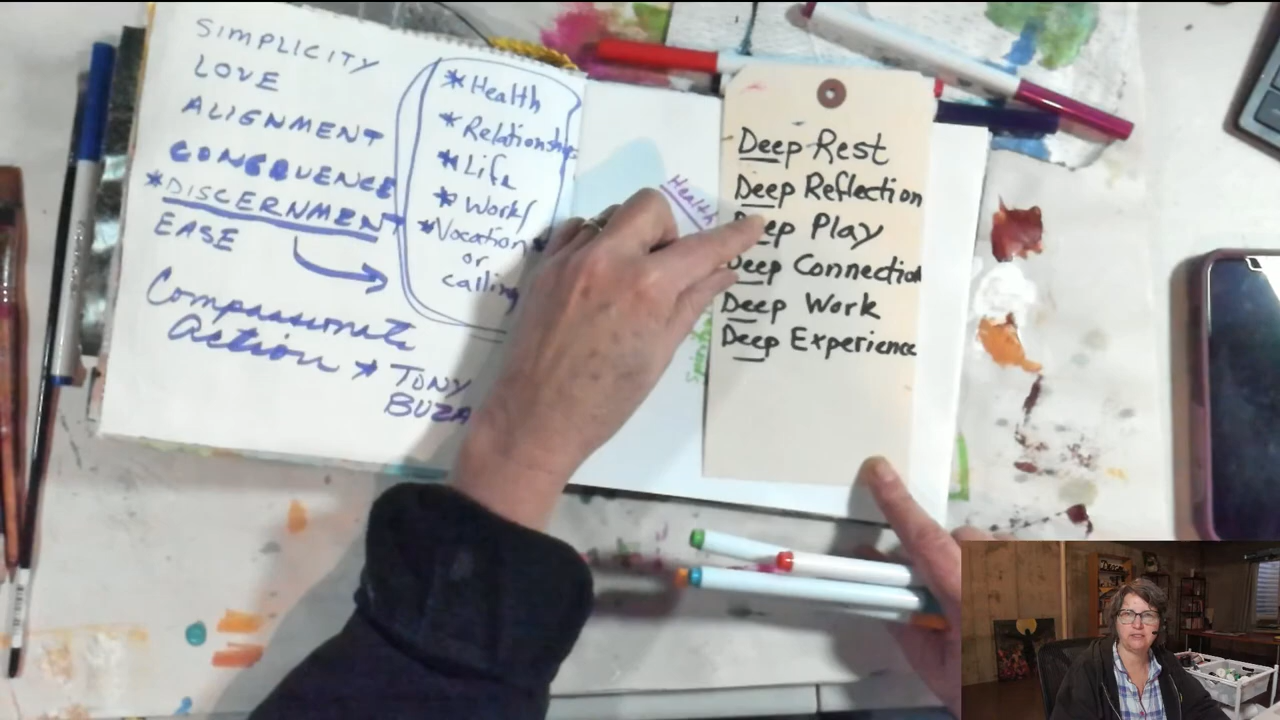 SIMPLICITY
LOVE
ALIGNMENT
CONGRUENCE
*DISCERNMENT
EASE
Compassionate
Action * TONY
BUZA
* Health
* Relationships
* Life
* Work/
*Vocation
or
calling
Health
Deep Rest
Deep Reflection
Deep Play
Deep Connection
Deep Work
Deep Experience